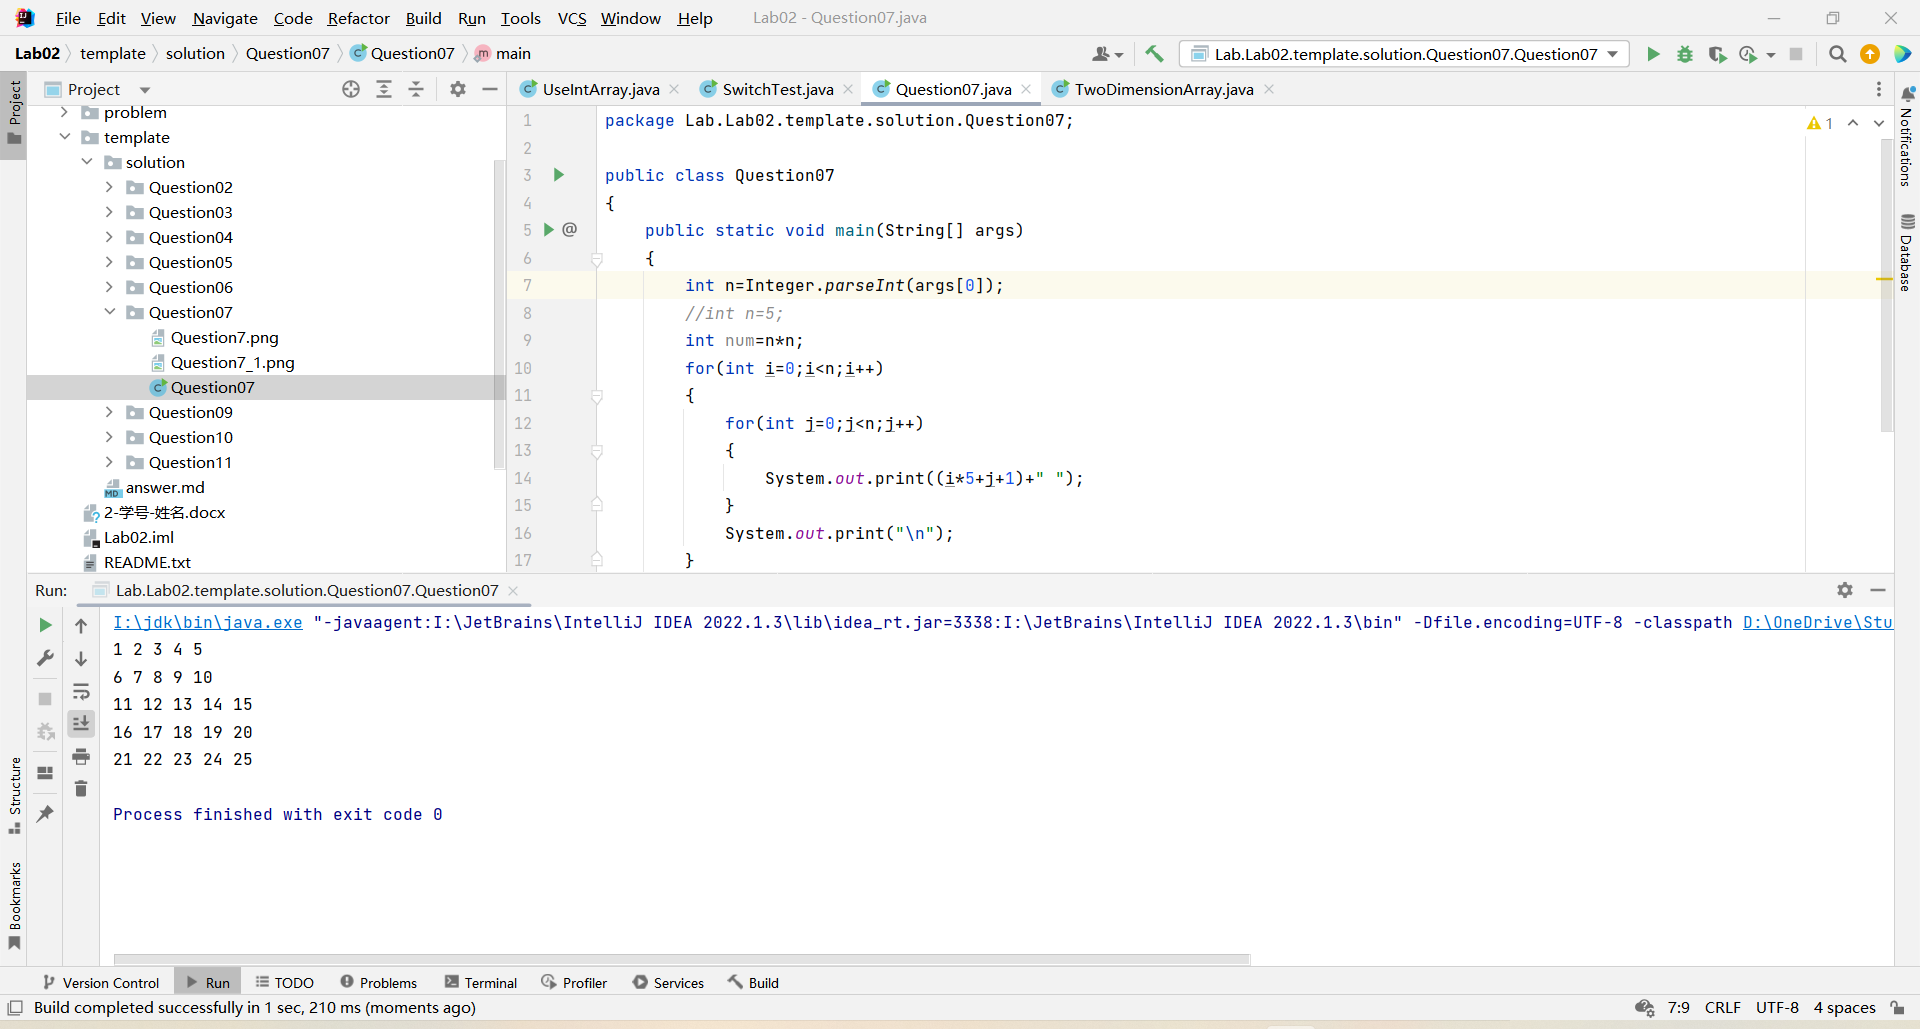 File Edit View Navigate Code Refactor Build Run Tools VCS Window Help Lab02 - Question07.java
Lab02 template solution Question07 Question07 main
Lab.Lab02.template.solution.Question07.Question07
Project
Project
problem
template
solution
Question02
Question03
Question04
Question05
Question06
Question07
Question7.png
Question7_1.png
Question07
Question09
Question10
Question11
answer.md
2-学号-姓名.docx
Lab02.iml
README.txt
UseIntArray.java SwitchTest.java Question07.java TwoDimensionArray.java
1 package Lab.Lab02.template.solution.Question07;
2
3 public class Question07
4 {
5 @ public static void main(String[] args)
6 {
7 int n=Integer.parseInt(args[0]);
8 //int n=5;
9 int num=n*n;
10 for(int i=0;i<n;i++)
11 {
12 for(int j=0;j<n;j++)
13 {
14 System.out.print((i*5+j+1)+" ");
15 }
16 System.out.print("\n");
17 }
1
Notifications
Database
Run: Lab.Lab02.template.solution.Question07.Question07
I:\jdk\bin\java.exe "-javaagent:I:\JetBrains\IntelliJ IDEA 2022.1.3\lib\idea_rt.jar=3338:I:\JetBrains\IntelliJ IDEA 2022.1.3\bin" -Dfile.encoding=UTF-8 -classpath D:\OneDrive\Stu
1 2 3 4 5
6 7 8 9 10
11 12 13 14 15
16 17 18 19 20
21 22 23 24 25
Process finished with exit code 0
Structure
Bookmarks
Version Control Run TODO Problems Terminal Profiler Services Build
Build completed successfully in 1 sec, 210 ms (moments ago) 7:9 CRLF UTF-8 4 spaces